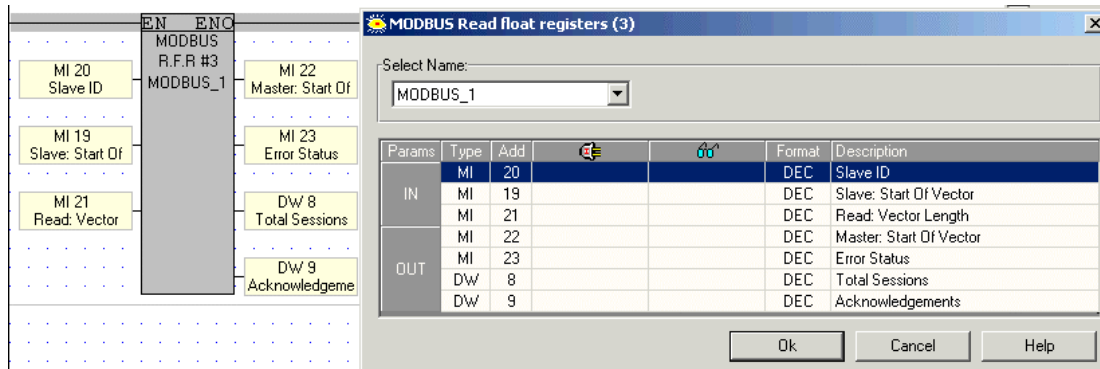 EN ENO
MODBUS
R.F.R #3
MODBUS_1
MI 20
Slave ID
MI 19
Slave: Start Of
MI 21
Read: Vector
MI 22
Master: Start Of
MI 23
Error Status
DW 8
Total Sessions
DW 9
Acknowledgeme
MODBUS Read float registers (3)
Select Name:
MODBUS_1
Params Type Add Format Description
IN
MI 20 DEC Slave ID
MI 19 DEC Slave: Start Of Vector
MI 21 DEC Read: Vector Length
OUT
MI 22 DEC Master: Start Of Vector
MI 23 DEC Error Status
DW 8 DEC Total Sessions
DW 9 DEC Acknowledgements
Ok Cancel Help